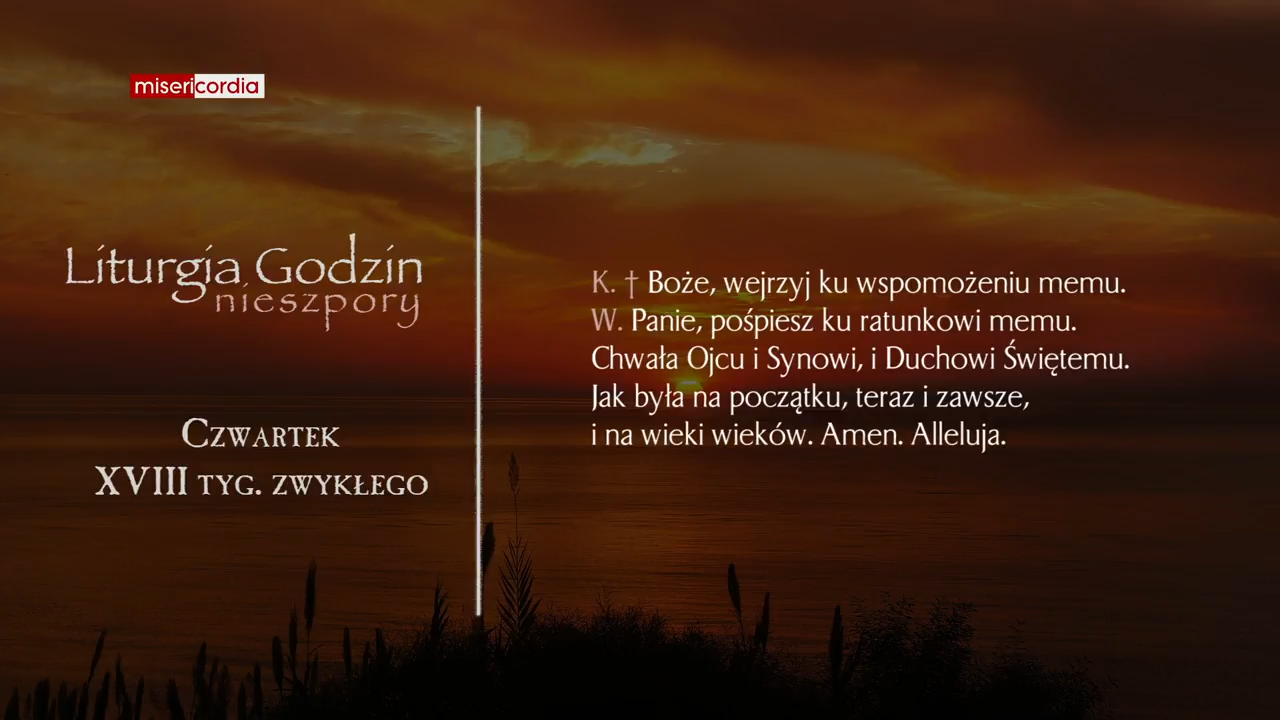 misericordia
Liturgia Godzin
nieszpory
Czwartek
XVIII tyg. zwykłego
K. † Boże, wejrzyj ku wspomożeniu memu.
W. Panie, pośpiesz ku ratunkowi memu.
Chwała Ojcu i Synowi, i Duchowi Świętemu.
Jak była na początku, teraz i zawsze,
i na wieki wieków. Amen. Alleluja.